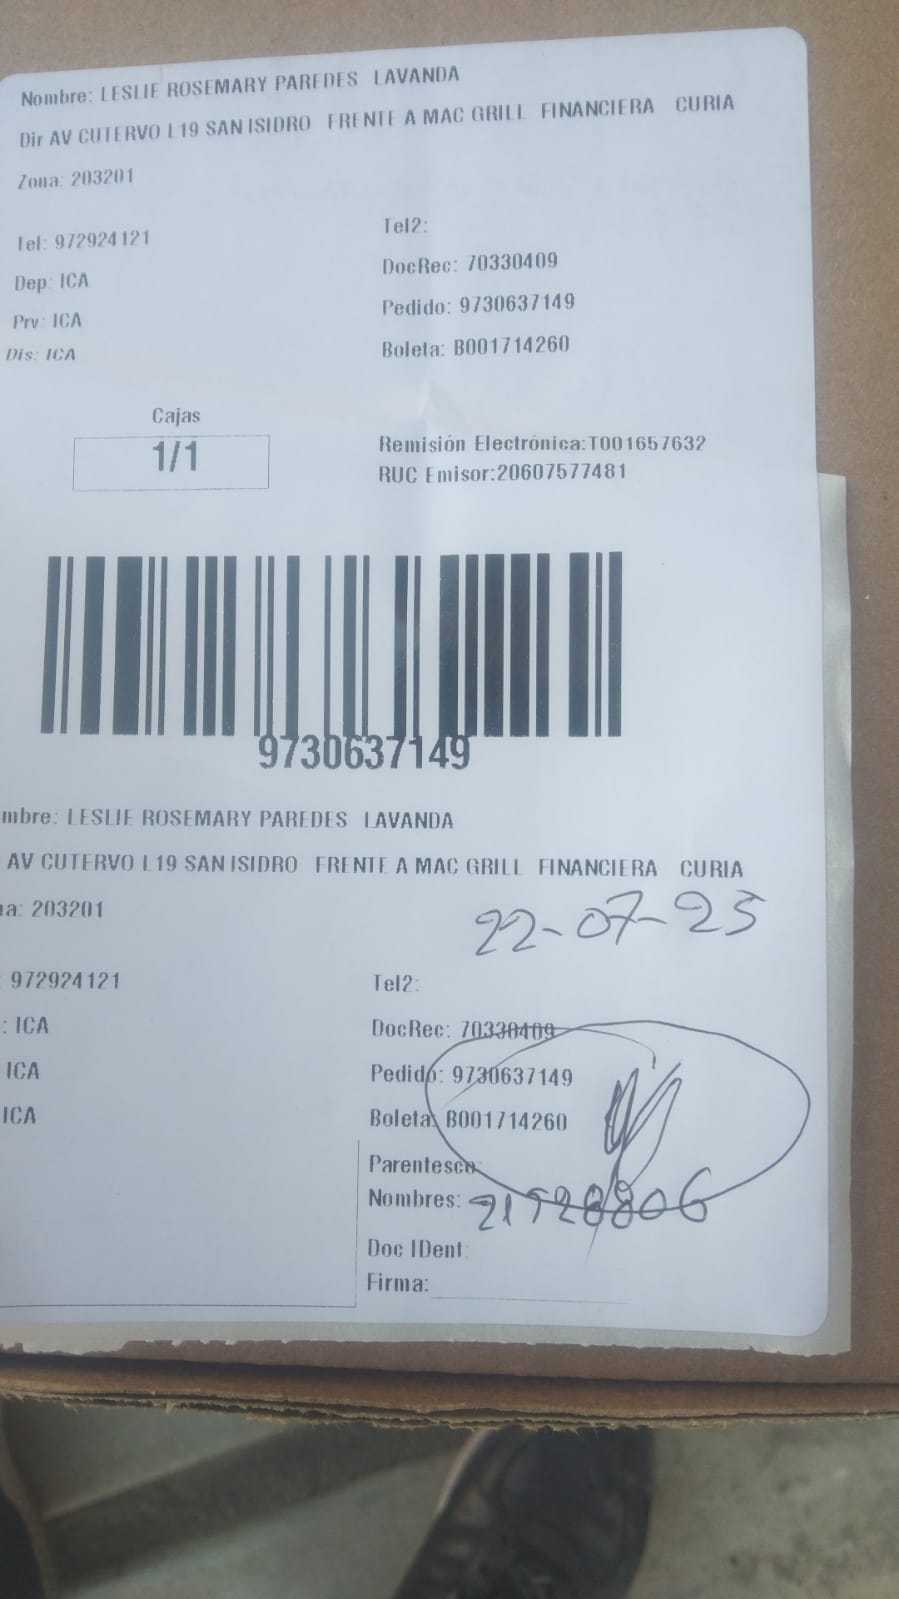 Nombre: LESLIE ROSEMARY PAREDES LAVANDA
Dir AV CUTERVO L19 SAN ISIDRO FRENTE A MAC GRILL FINANCIERA CURIA
Zona: 203201
Tel: 972924121
Tel2:
Dep: ICA
DocRec: 70330409
Prv: ICA
Pedido: 9730637149
Dis: ICA
Boleta: B001714260
Cajas
1/1
Remisión Electrónica:T001657632
RUC Emisor:20607577481
9730637149
mbre: LESLIE ROSEMARY PAREDES LAVANDA
AV CUTERVO L19 SAN ISIDRO FRENTE A MAC GRILL FINANCIERA CURIA
na: 203201
22-07-25
: 972924121
Tel2:
: ICA
DocRec: 70330409
ICA
Pedido: 9730637149
ICA
Boleta: B001714260
Parentesco:
Nombres:
Doc IDent:
Firma: